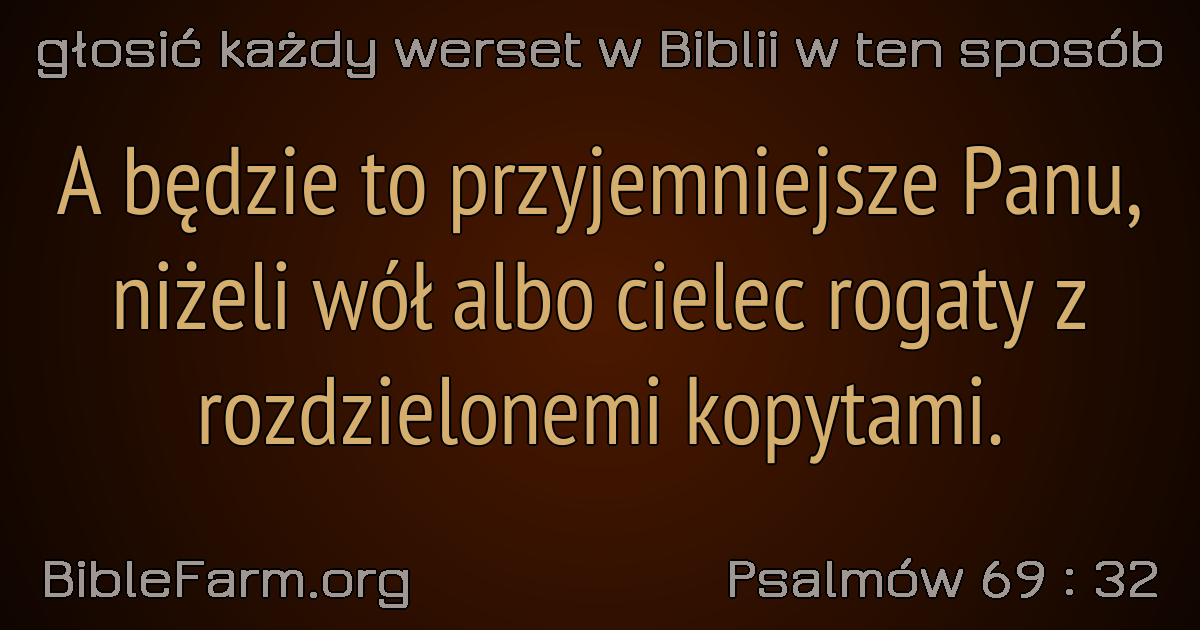 głosić każdy werset w Biblii w ten sposób
A będzie to przyjemniejsze Panu,
niżeli wół albo cielec rogaty z
rozdzielonemi kopytami.
BibleFarm.org
Psalmów 69 : 32